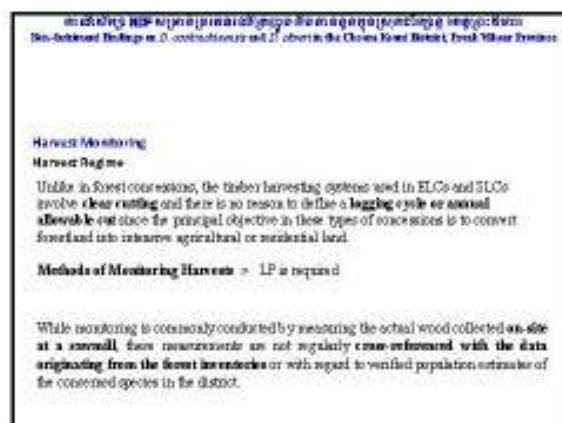 Non-Detriment Findings on D. cochinchinensis and D. oliveri in the Choam Ksant District, Preah Vihear Province
Harvest Monitoring
Harvest Regime
Unlike in forest concessions, the timber harvesting systems used in ELCs and SLCs
involve clear cutting and there is no reason to define a logging cycle or annual
allowable cut since the principal objective in these types of concessions is to convert
forestland into intensive agricultural or residential land
Methods of Monitoring Harvests > LP is required
While monitoring is commonly conducted by measuring the actual wood collected on-site
at a sawmill, these measurements are not regularly cross-referenced with the data
originating from the forest inventories or with regard to verified population estimates of
the concerned species in the district.